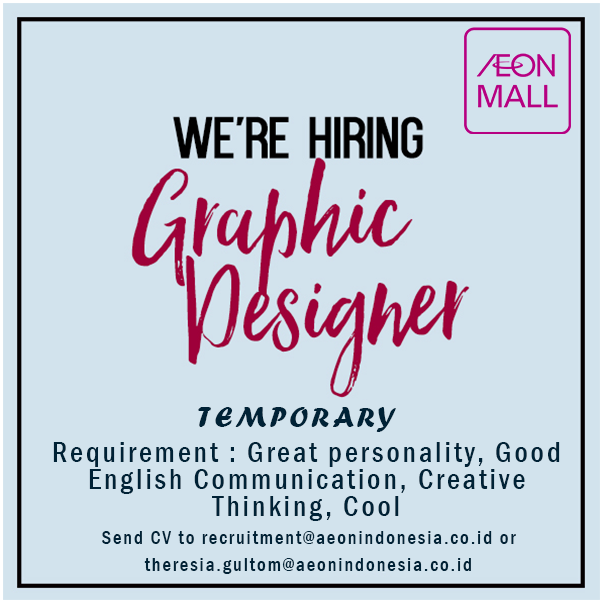 ÆON
MALL
WE'RE HIRING
Graphic
Designer
TEMPORARY
Requirement : Great personality, Good
English Communication, Creative
Thinking, Cool
Send CV to recruitment@aeonindonesia.co.id or
theresia.gultom@aeonindonesia.co.id